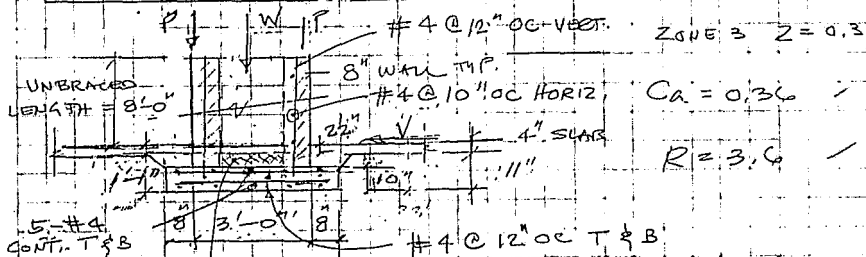 P W P
# 4 @ 12" OC-VERT.
ZONE 3 Z = 0.3
UNBRACED
LENGTH = 8'-0"
8" WALL TYP.
# 4 @ 10" OC HORIZ.
Ca = 0.36
2½" V 4" SLAB
R = 3.6
1'-1" 10" 11"
5-#4
CONT. T & B
8" 3'-0" 8"
# 4 @ 12" OC T & B